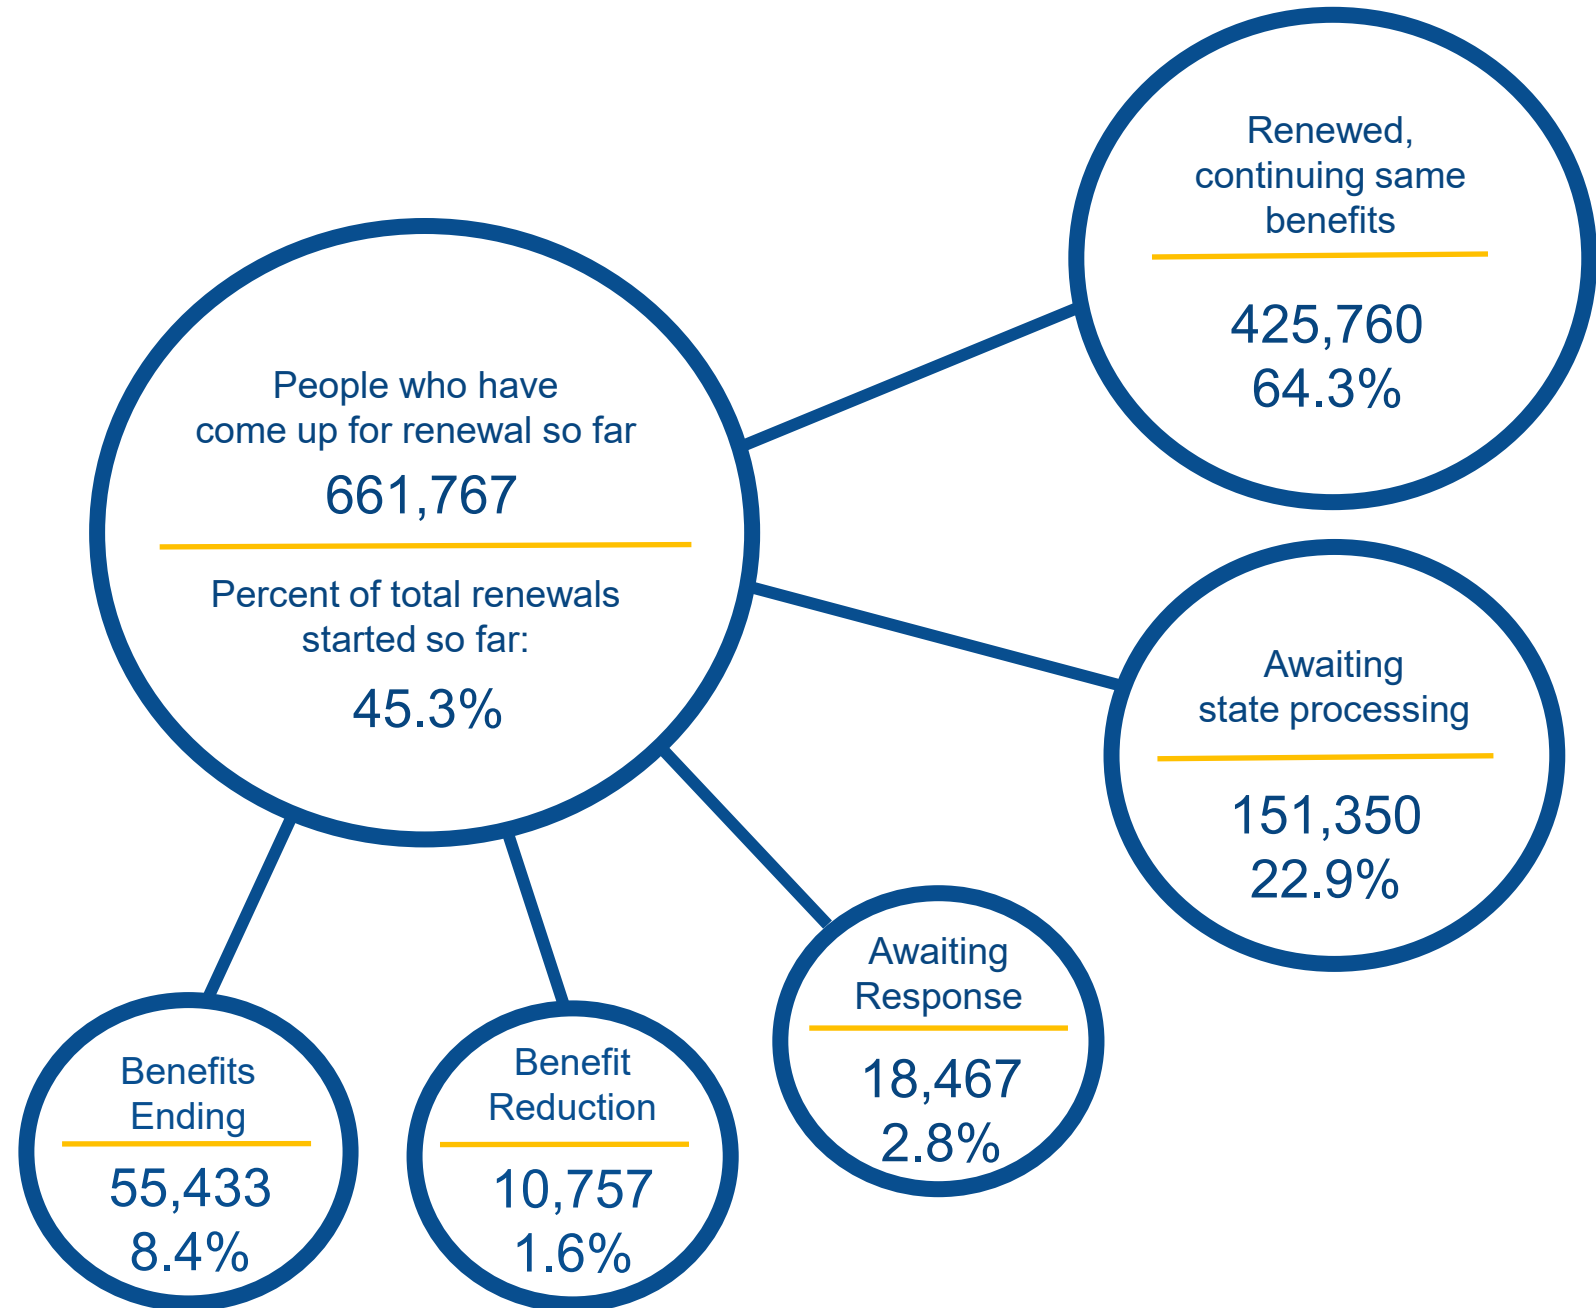 People who have
come up for renewal so far
661,767
Percent of total renewals
started so far:
45.3%
Renewed,
continuing same
benefits
425,760
64.3%
Awaiting
state processing
151,350
22.9%
Awaiting
Response
18,467
2.8%
Benefit
Reduction
10,757
1.6%
Benefits
Ending
55,433
8.4%